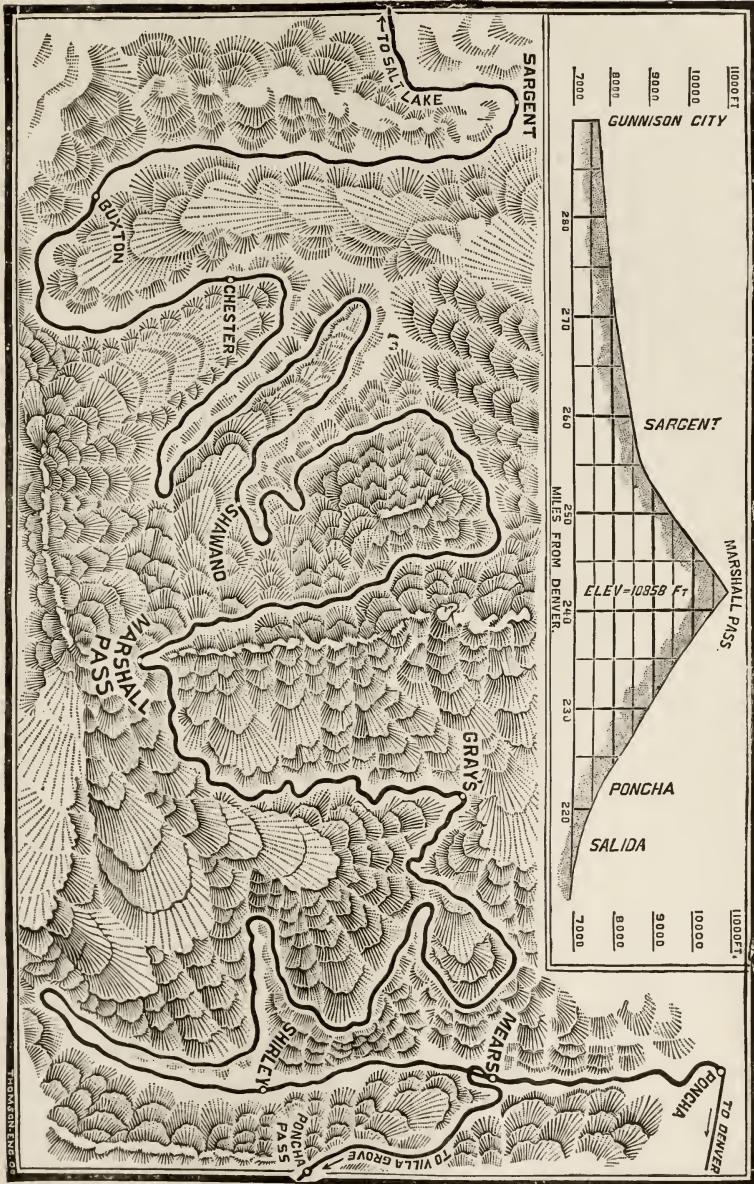 11000 FT
10000
9000
8000
7000
GUNNISON CITY
SARGENT
MARSHALL PASS.
ELEV=10858 FT
PONCHA
SALIDA
280
270
260
250
240
230
220
MILES FROM DENVER
11000 FT.
10000
9000
8000
7000
TO SALT LAKE
SARGENT
BUXTON
CHESTER
SHAWANO
MARSHALL
PASS
GRAYS
SHIRLEY
MEARS
PONCHA
TO DENVER
PONCHA
PASS
TO VILLA GROVE
THOMSON-ENG.CO